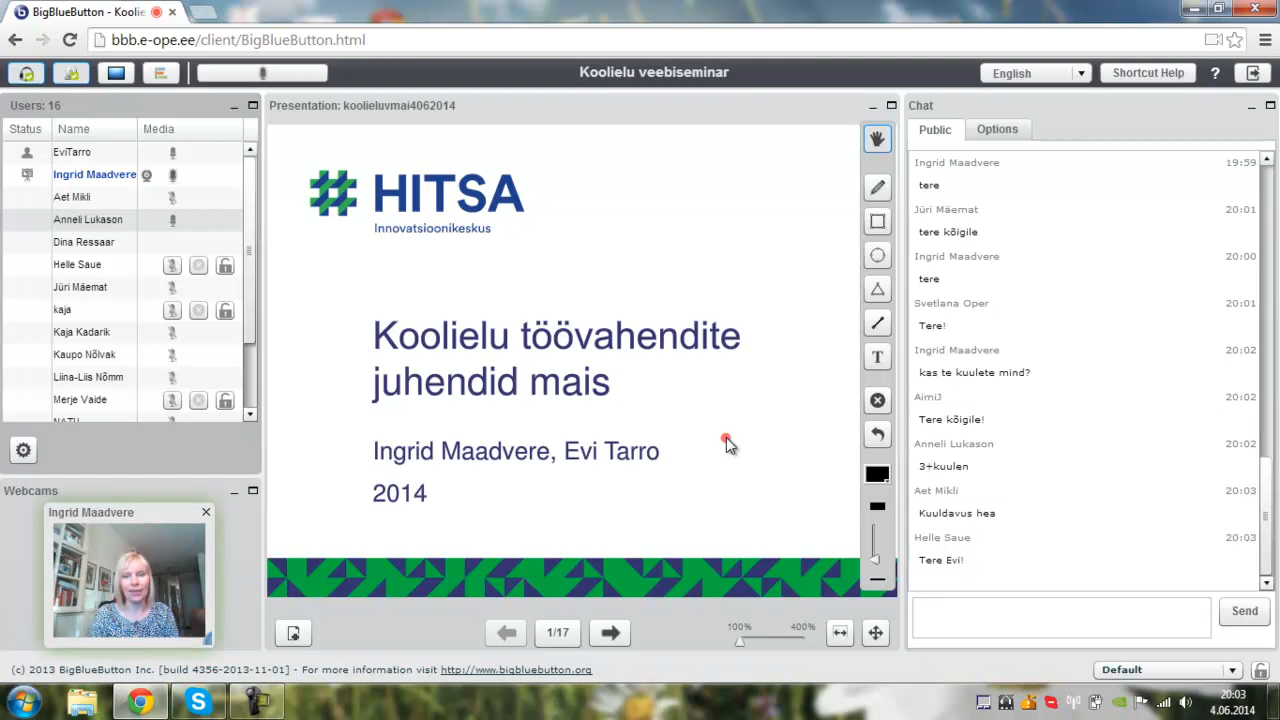 BigBlueButton - Koolie
bbb.e-ope.ee/client/BigBlueButton.html
Koolielu veebiseminar
English
Shortcut Help
?
Users: 16
Status Name Media
EviTarro
Ingrid Maadvere
Aet Mikli
Anneli Lukason
Dina Ressaar
Helle Saue
Jüri Mäemat
kaja
Kaja Kadarik
Kaupo Nõlvak
Liina-Liis Nõmm
Merje Vaide
Webcams
Ingrid Maadvere
Presentation: koolieluvmai4062014
HITSA
Innovatsioonikeskus
Koolielu töövahendite
juhendid mais
Ingrid Maadvere, Evi Tarro
2014
T
1/17
100% 400%
Chat
Public Options
Ingrid Maadvere 19:59
tere
Jüri Mäemat 20:01
tere kõigile
Ingrid Maadvere 20:00
tere
Svetlana Oper 20:01
Tere!
Ingrid Maadvere 20:02
kas te kuulete mind?
AimiJ 20:02
Tere kõigile!
Anneli Lukason 20:02
3+kuulen
Aet Mikli 20:03
Kuuldavus hea
Helle Saue 20:03
Tere Evi!
Send
(c) 2013 BigBlueButton Inc. [build 4356-2013-11-01] - For more information visit http://www.bigbluebutton.org
Default
20:03
4.06.2014